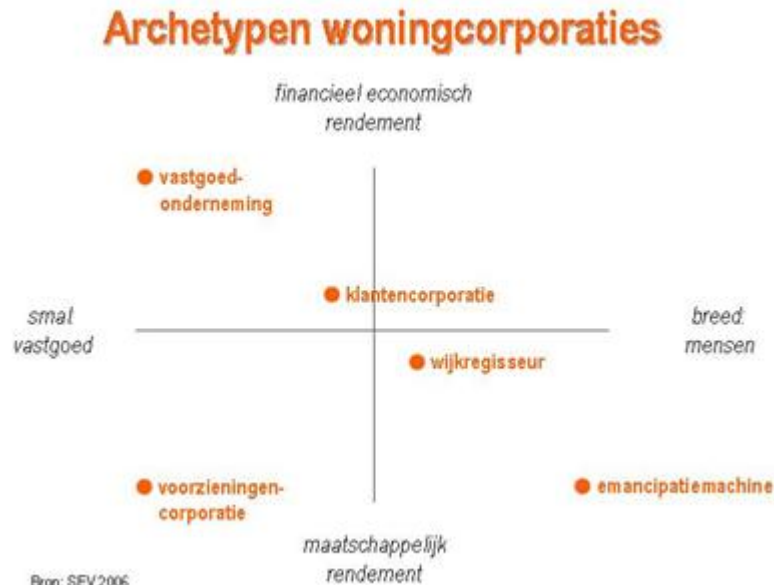 Archetypen woningcorporaties
financieel economisch
rendement
vastgoed-
onderneming
klantencorporatie
smal
vastgoed
breed:
mensen
wijkregisseur
voorzieningen-
corporatie
emancipatiemachine
maatschappelijk
rendement
Bron: SEV 2006